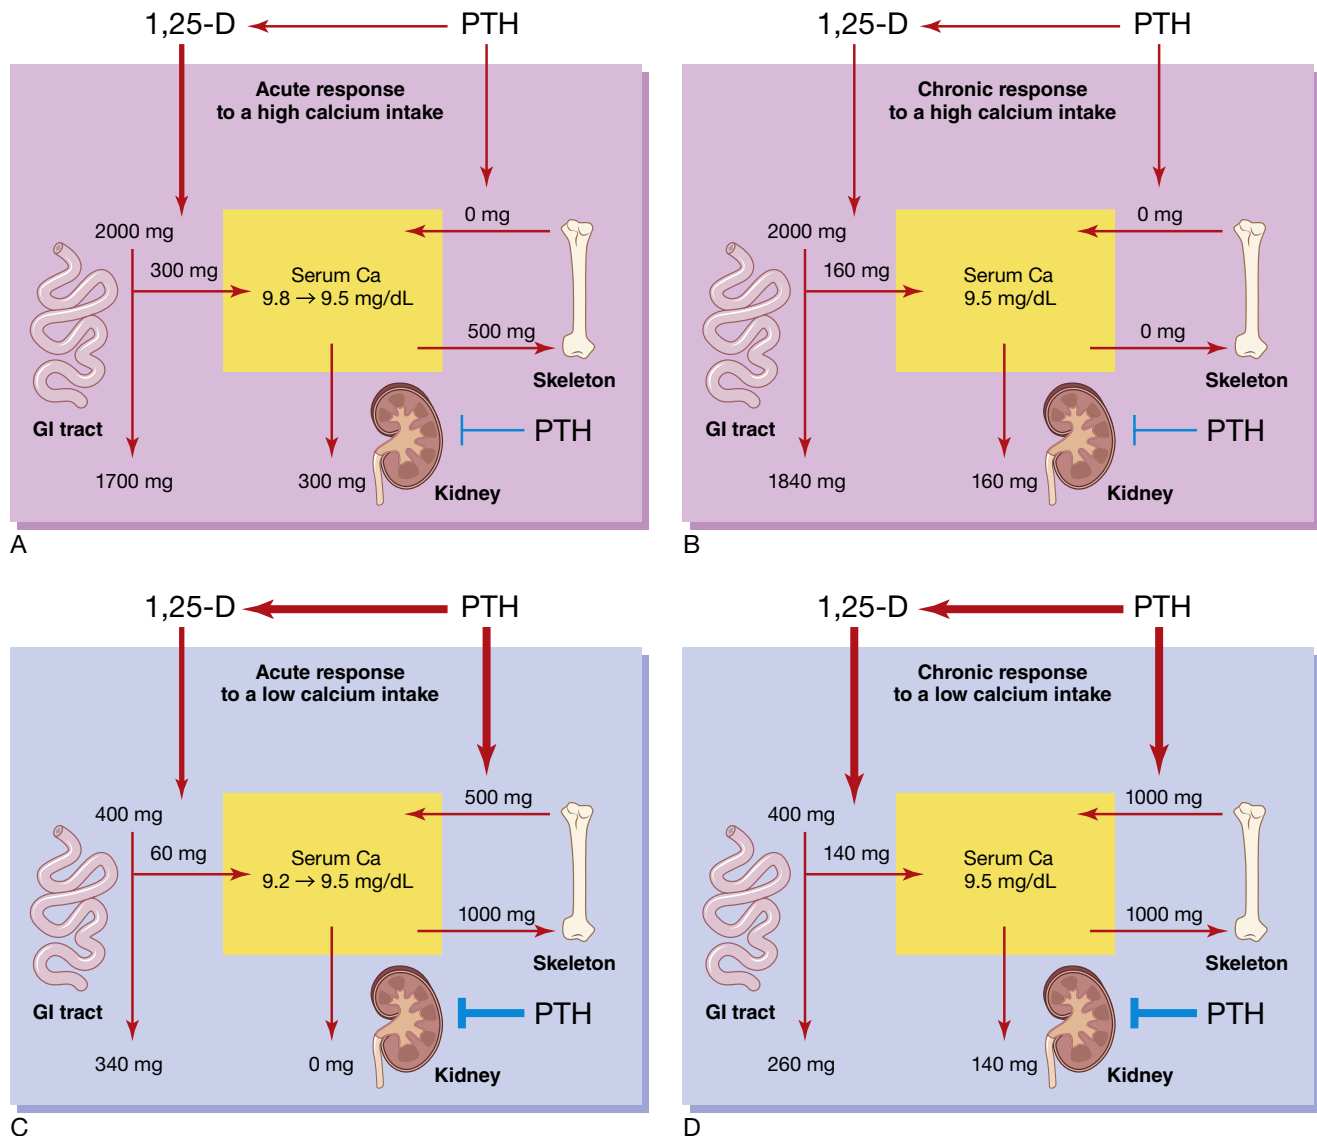 1,25-D PTH
Acute response
to a high calcium intake
0 mg
2000 mg
300 mg
Serum Ca
9.8 → 9.5 mg/dL
500 mg
Skeleton
GI tract
PTH
1700 mg
300 mg
Kidney
A
1,25-D PTH
Chronic response
to a high calcium intake
0 mg
2000 mg
160 mg
Serum Ca
9.5 mg/dL
0 mg
Skeleton
GI tract
PTH
1840 mg
160 mg
Kidney
B
1,25-D PTH
Acute response
to a low calcium intake
500 mg
400 mg
60 mg
Serum Ca
9.2 → 9.5 mg/dL
1000 mg
Skeleton
GI tract
PTH
340 mg
0 mg
Kidney
C
1,25-D PTH
Chronic response
to a low calcium intake
1000 mg
400 mg
140 mg
Serum Ca
9.5 mg/dL
1000 mg
Skeleton
GI tract
PTH
260 mg
140 mg
Kidney
D